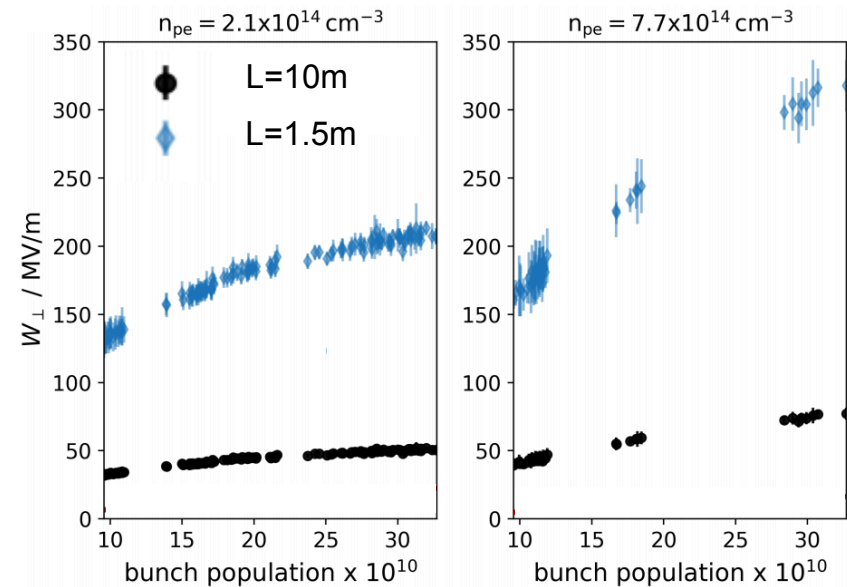 n_pe = 2.1x10^14 cm^−3
n_pe = 7.7x10^14 cm^−3
L=10m
L=1.5m
W_⊥ / MV/m
350
300
250
200
150
100
50
0
10 15 20 25 30
bunch population x 10^10
350
300
250
200
150
100
50
0
10 15 20 25 30
bunch population x 10^10